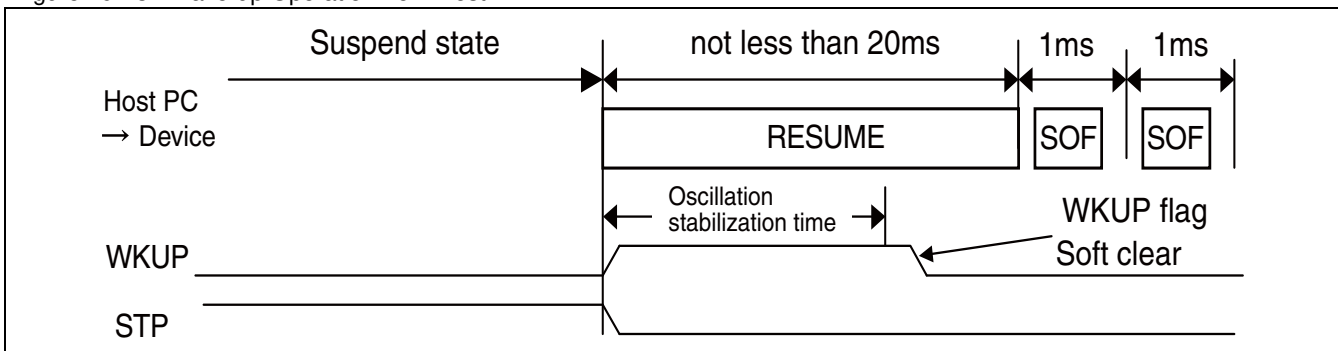 Suspend state
not less than 20ms
1ms
1ms
Host PC
→ Device
RESUME
SOF
SOF
Oscillation
stabilization time
WKUP flag
Soft clear
WKUP
STP